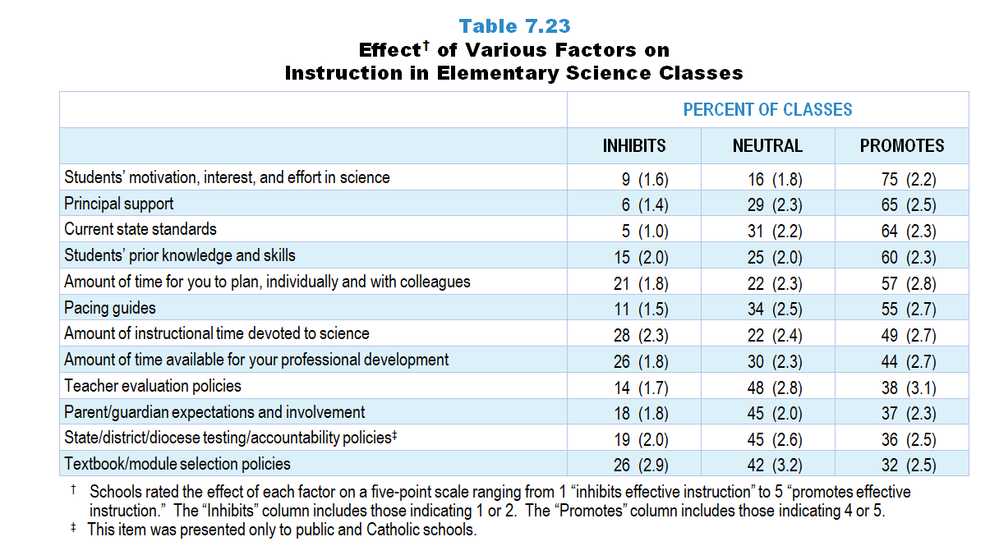 Table 7.23
Effect† of Various Factors on
Instruction in Elementary Science Classes
PERCENT OF CLASSES
INHIBITS NEUTRAL PROMOTES
Students’ motivation, interest, and effort in science 9 (1.6) 16 (1.8) 75 (2.2)
Principal support 6 (1.4) 29 (2.3) 65 (2.5)
Current state standards 5 (1.0) 31 (2.2) 64 (2.3)
Students’ prior knowledge and skills 15 (2.0) 25 (2.0) 60 (2.3)
Amount of time for you to plan, individually and with colleagues 21 (1.8) 22 (2.3) 57 (2.8)
Pacing guides 11 (1.5) 34 (2.5) 55 (2.7)
Amount of instructional time devoted to science 28 (2.3) 22 (2.4) 49 (2.7)
Amount of time available for your professional development 26 (1.8) 30 (2.3) 44 (2.7)
Teacher evaluation policies 14 (1.7) 48 (2.8) 38 (3.1)
Parent/guardian expectations and involvement 18 (1.8) 45 (2.0) 37 (2.3)
State/district/diocese testing/accountability policies‡ 19 (2.0) 45 (2.6) 36 (2.5)
Textbook/module selection policies 26 (2.9) 42 (3.2) 32 (2.5)
† Schools rated the effect of each factor on a five-point scale ranging from 1 “inhibits effective instruction” to 5 “promotes effective
instruction.” The “Inhibits” column includes those indicating 1 or 2. The “Promotes” column includes those indicating 4 or 5.
‡ This item was presented only to public and Catholic schools.